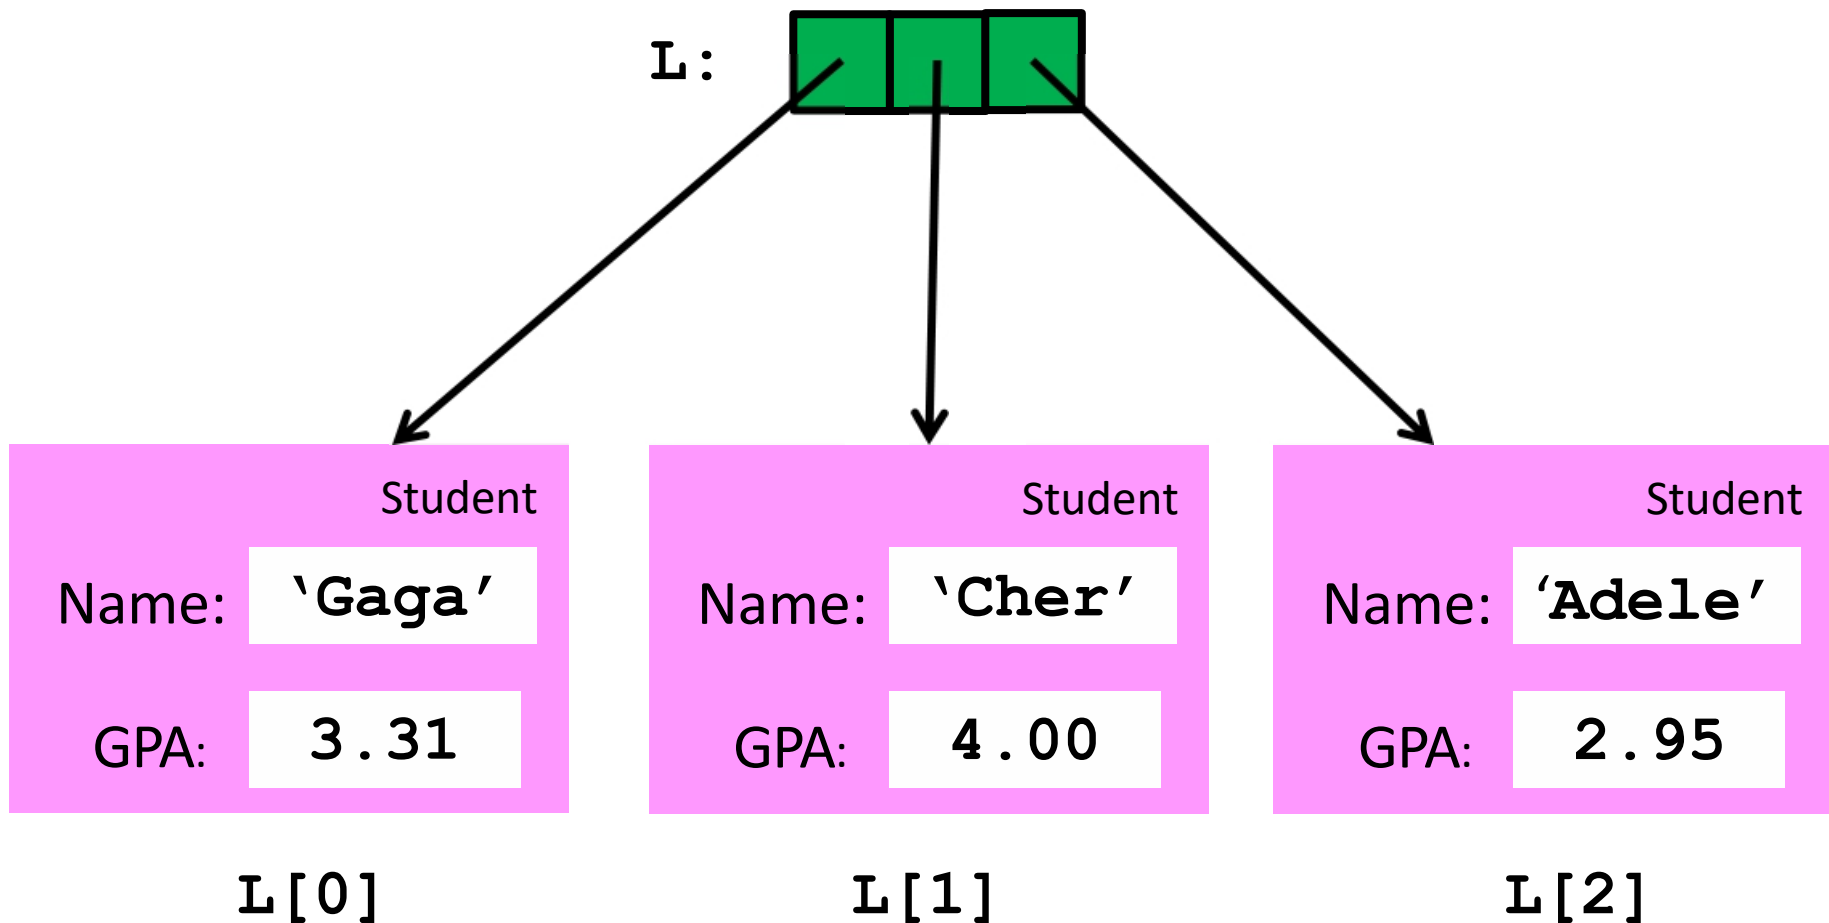 L:
Student Student Student
Name: ‘Gaga’ Name: ‘Cher’ Name: ‘Adele’
GPA: 3.31 GPA: 4.00 GPA: 2.95
L[0] L[1] L[2]